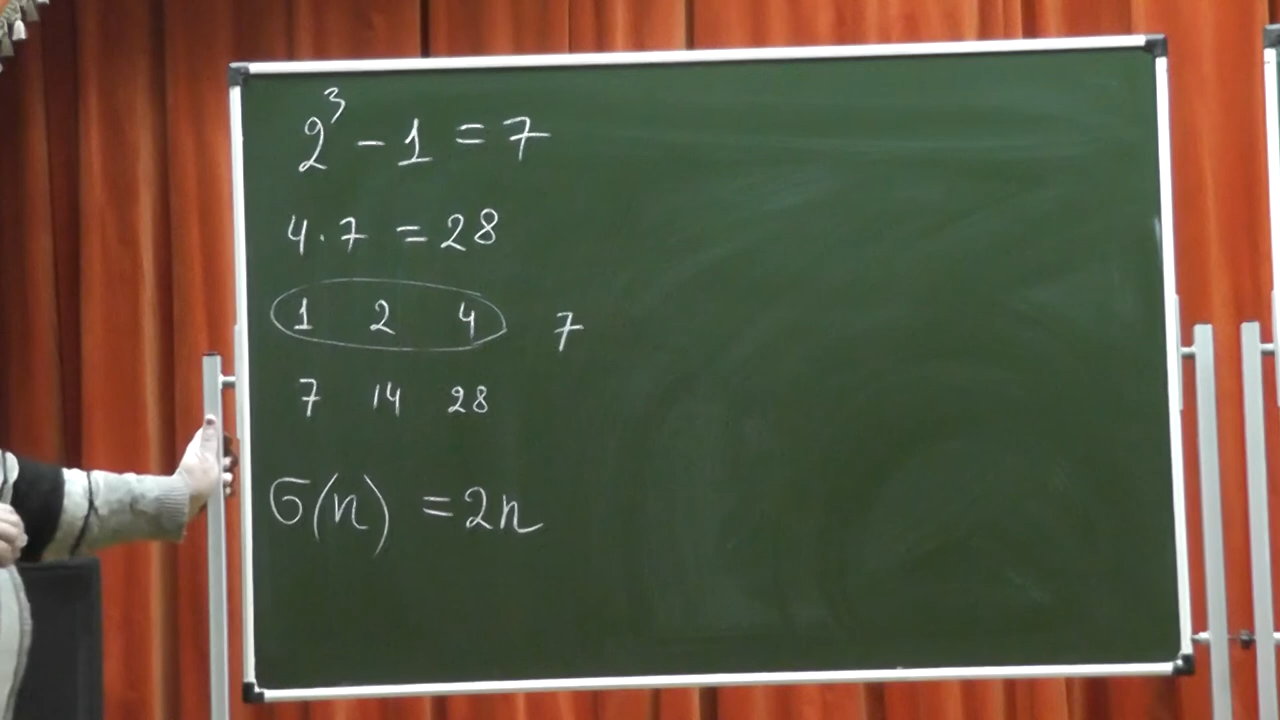 2³ - 1 = 7
4 · 7 = 28
1 2 4 7
7 14 28
σ(n) = 2n